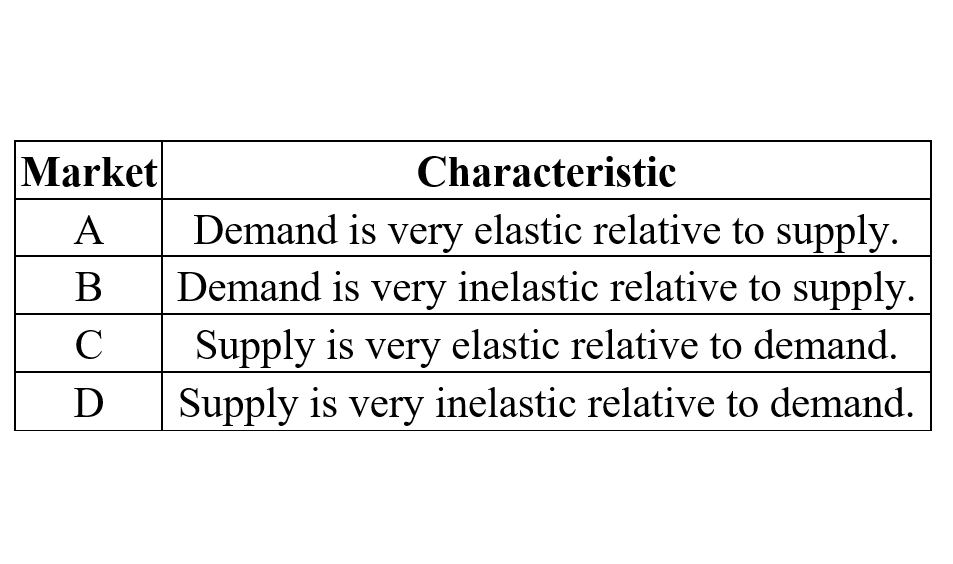 Market Characteristic
A Demand is very elastic relative to supply.
B Demand is very inelastic relative to supply.
C Supply is very elastic relative to demand.
D Supply is very inelastic relative to demand.